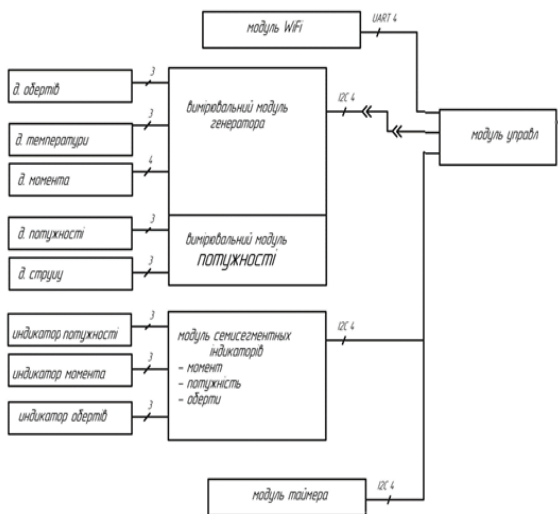 модуль WiFi
UART 4
д. обертів
3
вимірювальний модуль
генератора
I2C 4
модуль управл
д. температури
3
д. момента
4
д. потужності
3
вимірювальний модуль
потужності
д. струиу
3
индикатор потужності
3
модуль семисегментных
індикаторів
– момент
– потужність
– оберти
I2C 4
индикатор момента
3
индикатор обертів
3
модуль таймера
I2C 4